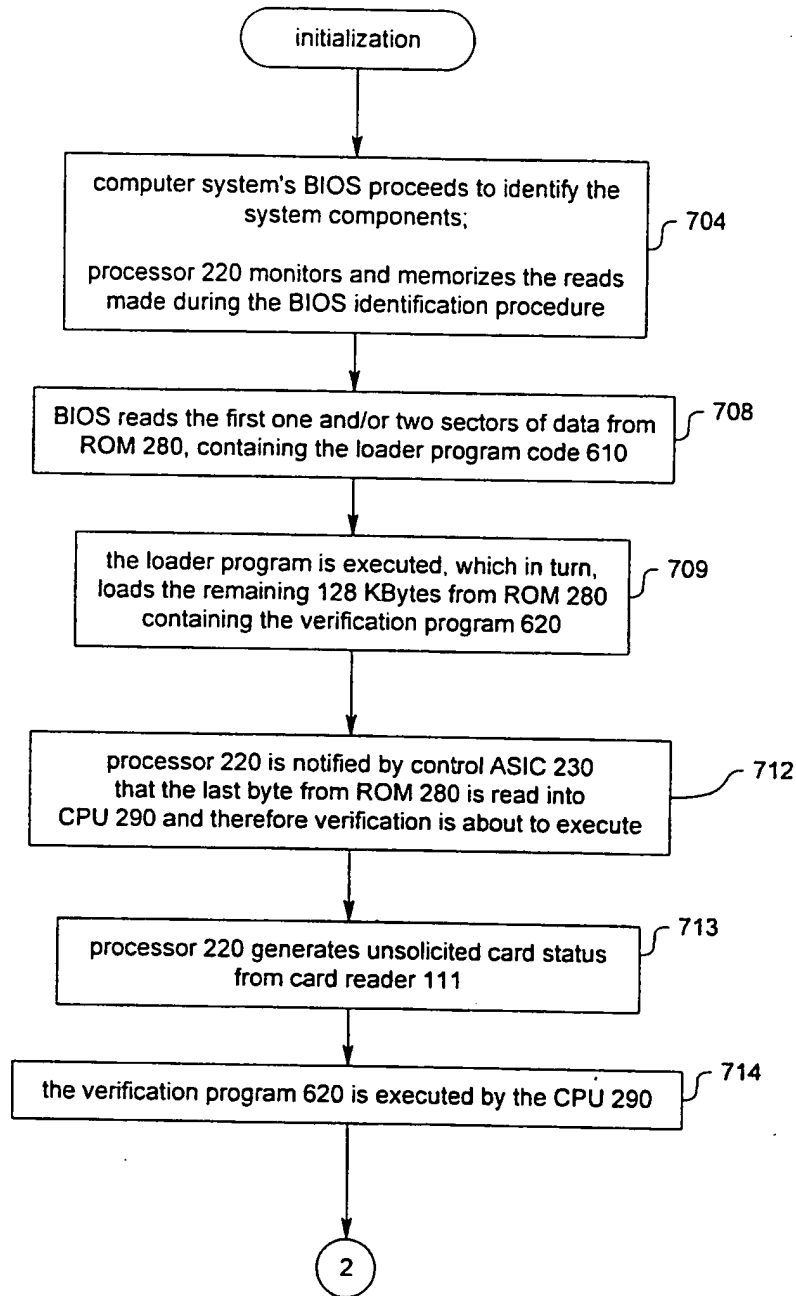 initialization
computer system's BIOS proceeds to identify the
system components;
processor 220 monitors and memorizes the reads
made during the BIOS identification procedure
704
BIOS reads the first one and/or two sectors of data from
ROM 280, containing the loader program code 610
708
the loader program is executed, which in turn,
loads the remaining 128 KBytes from ROM 280
containing the verification program 620
709
processor 220 is notified by control ASIC 230
that the last byte from ROM 280 is read into
CPU 290 and therefore verification is about to execute
712
processor 220 generates unsolicited card status
from card reader 111
713
the verification program 620 is executed by the CPU 290
714
2